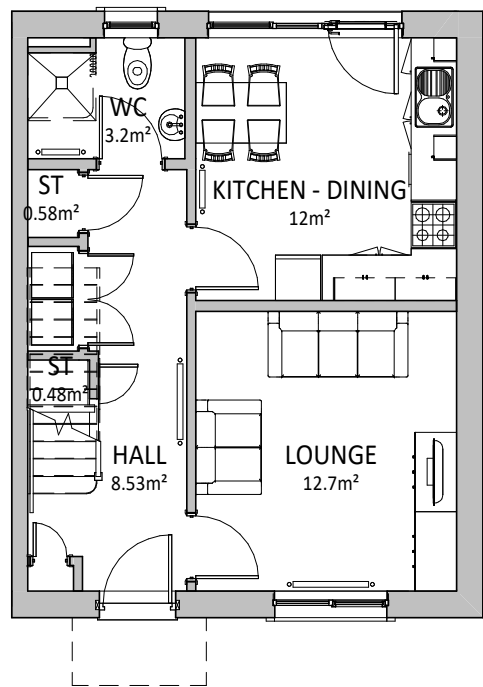 WC
3.2m²
ST
0.58m²
KITCHEN - DINING
12m²
ST
0.48m²
HALL
8.53m²
LOUNGE
12.7m²